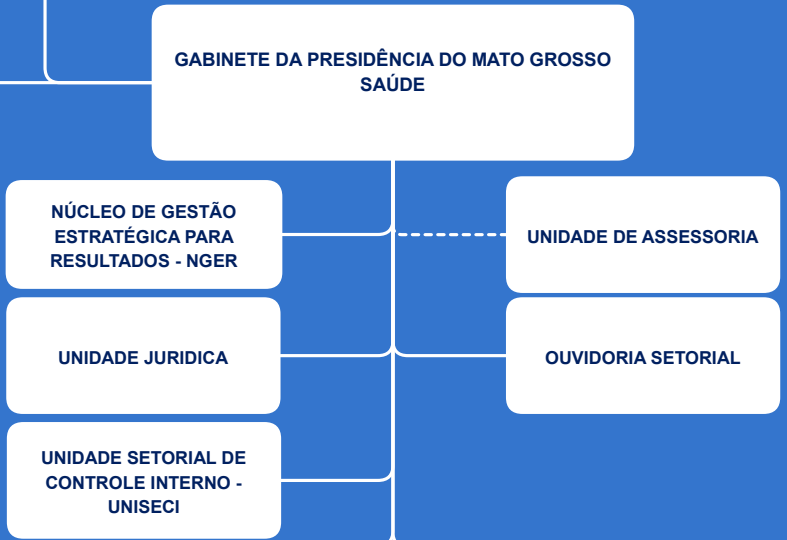 GABINETE DA PRESIDÊNCIA DO MATO GROSSO
SAÚDE
NÚCLEO DE GESTÃO
ESTRATÉGICA PARA
RESULTADOS - NGER
UNIDADE DE ASSESSORIA
UNIDADE JURIDICA
OUVIDORIA SETORIAL
UNIDADE SETORIAL DE
CONTROLE INTERNO -
UNISECI